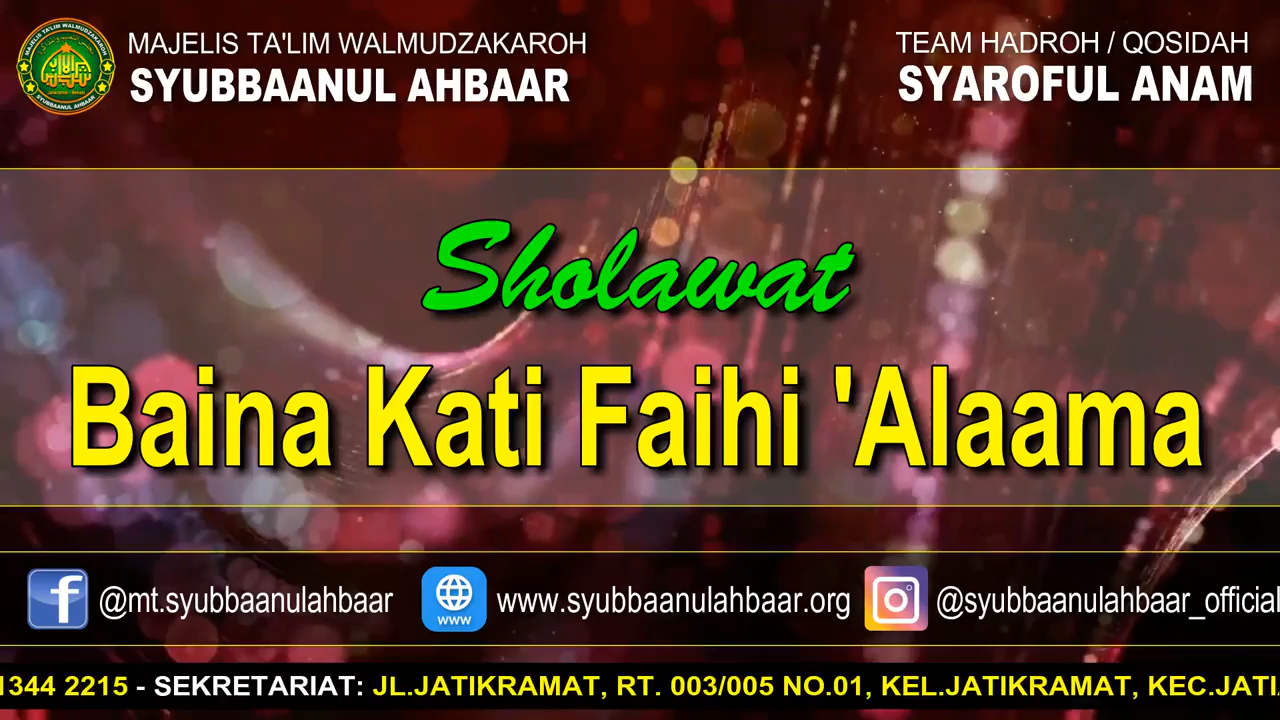 MAJELIS TA'LIM WALMUDZAKAROH
SYUBBAANUL AHBAAR
TEAM HADROH / QOSIDAH
SYAROFUL ANAM
Sholawat
Baina Kati Faihi 'Alaama
@mt.syubbaanulahbaar
www.syubbaanulahbaar.org
@syubbaanulahbaar_official
1344 2215 - SEKRETARIAT: JL.JATIKRAMAT, RT. 003/005 NO.01, KEL.JATIKRAMAT, KEC.JATI